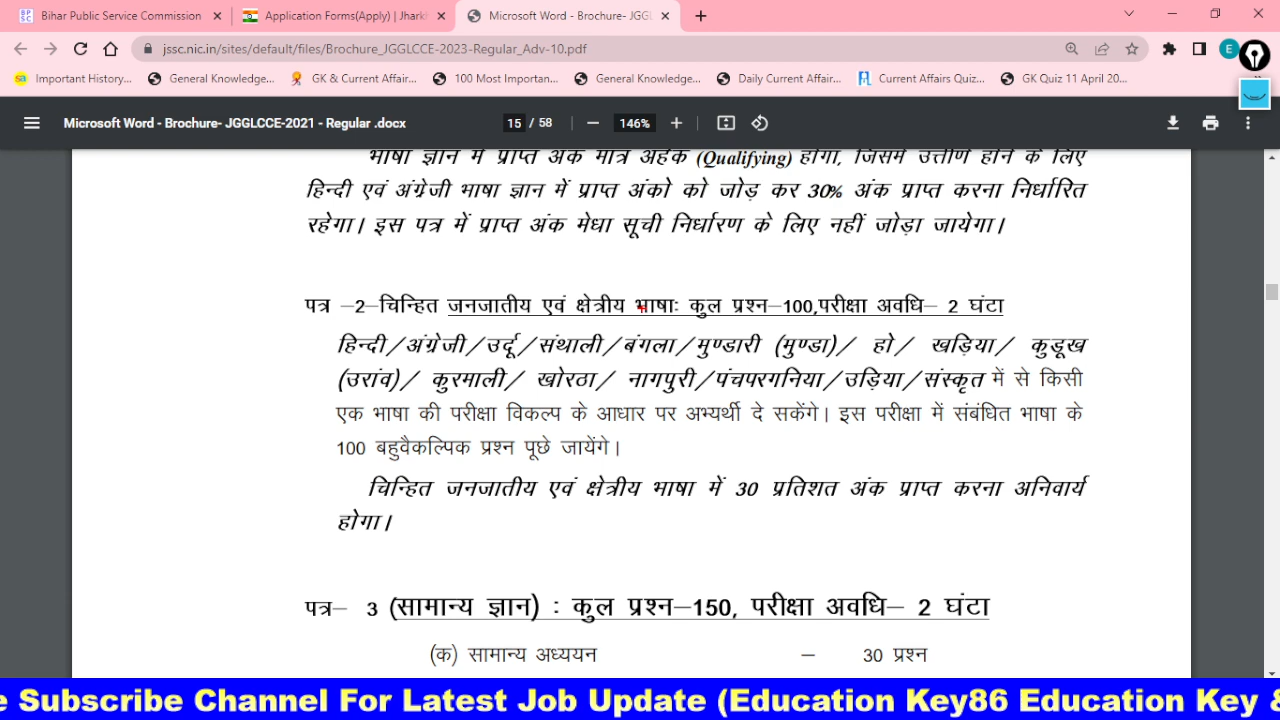 Bihar Public Service Commission
Application Forms(Apply) | Jhark
Microsoft Word - Brochure- JGGL
jssc.nic.in/sites/default/files/Brochure_JGGLCCE-2023-Regular_Adv-10.pdf
Important History...
General Knowledge...
GK & Current Affair...
100 Most Importan...
General Knowledge...
Daily Current Affair...
Current Affairs Quiz...
GK Quiz 11 April 20...
Microsoft Word - Brochure- JGGLCCE-2021 - Regular .docx
15 / 58
146%
भाषा ज्ञान में प्राप्त अंक मात्र अर्हक (Qualifying) होगा, जिसमें उत्तीर्ण होने के लिए
हिन्दी एवं अंग्रेजी भाषा ज्ञान में प्राप्त अंको को जोड़ कर 30% अंक प्राप्त करना निर्धारित
रहेगा। इस पत्र में प्राप्त अंक मेधा सूची निर्धारण के लिए नहीं जोड़ा जायेगा।
पत्र –2–चिन्हित जनजातीय एवं क्षेत्रीय भाषाः कुल प्रश्न–100,परीक्षा अवधि– 2 घंटा
हिन्दी/अंग्रेजी/उर्दू/संथाली/बंगला/मुण्डारी (मुण्डा)/ हो/ खड़िया/ कुडूख
(उरांव)/ कुरमाली/ खोरठा/ नागपुरी/पंचपरगनिया/उड़िया/संस्कृत में से किसी
एक भाषा की परीक्षा विकल्प के आधार पर अभ्यर्थी दे सकेंगे। इस परीक्षा में संबंधित भाषा के
100 बहुवैकल्पिक प्रश्न पूछे जायेंगे।
चिन्हित जनजातीय एवं क्षेत्रीय भाषा में 30 प्रतिशत अंक प्राप्त करना अनिवार्य
होगा।
पत्र– 3 (सामान्य ज्ञान) : कुल प्रश्न–150, परीक्षा अवधि– 2 घंटा
(क) सामान्य अध्ययन – 30 प्रश्न
e Subscribe Channel For Latest Job Update (Education Key86 Education Key &